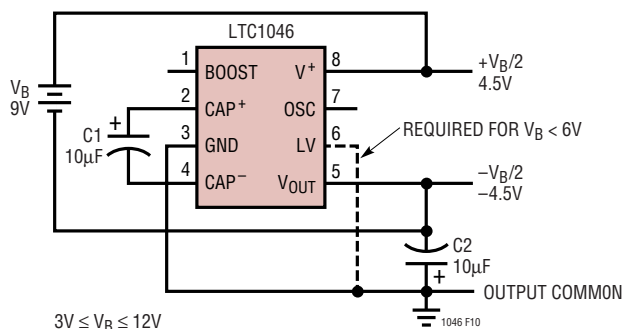 LTC1046
1 BOOST V+ 8
2 CAP+ OSC 7
3 GND LV 6
4 CAP– VOUT 5
VB
9V
C1
10µF
+
+VB/2
4.5V
REQUIRED FOR VB < 6V
–VB/2
–4.5V
C2
10µF
+
OUTPUT COMMON
3V ≤ VB ≤ 12V
1046 F10